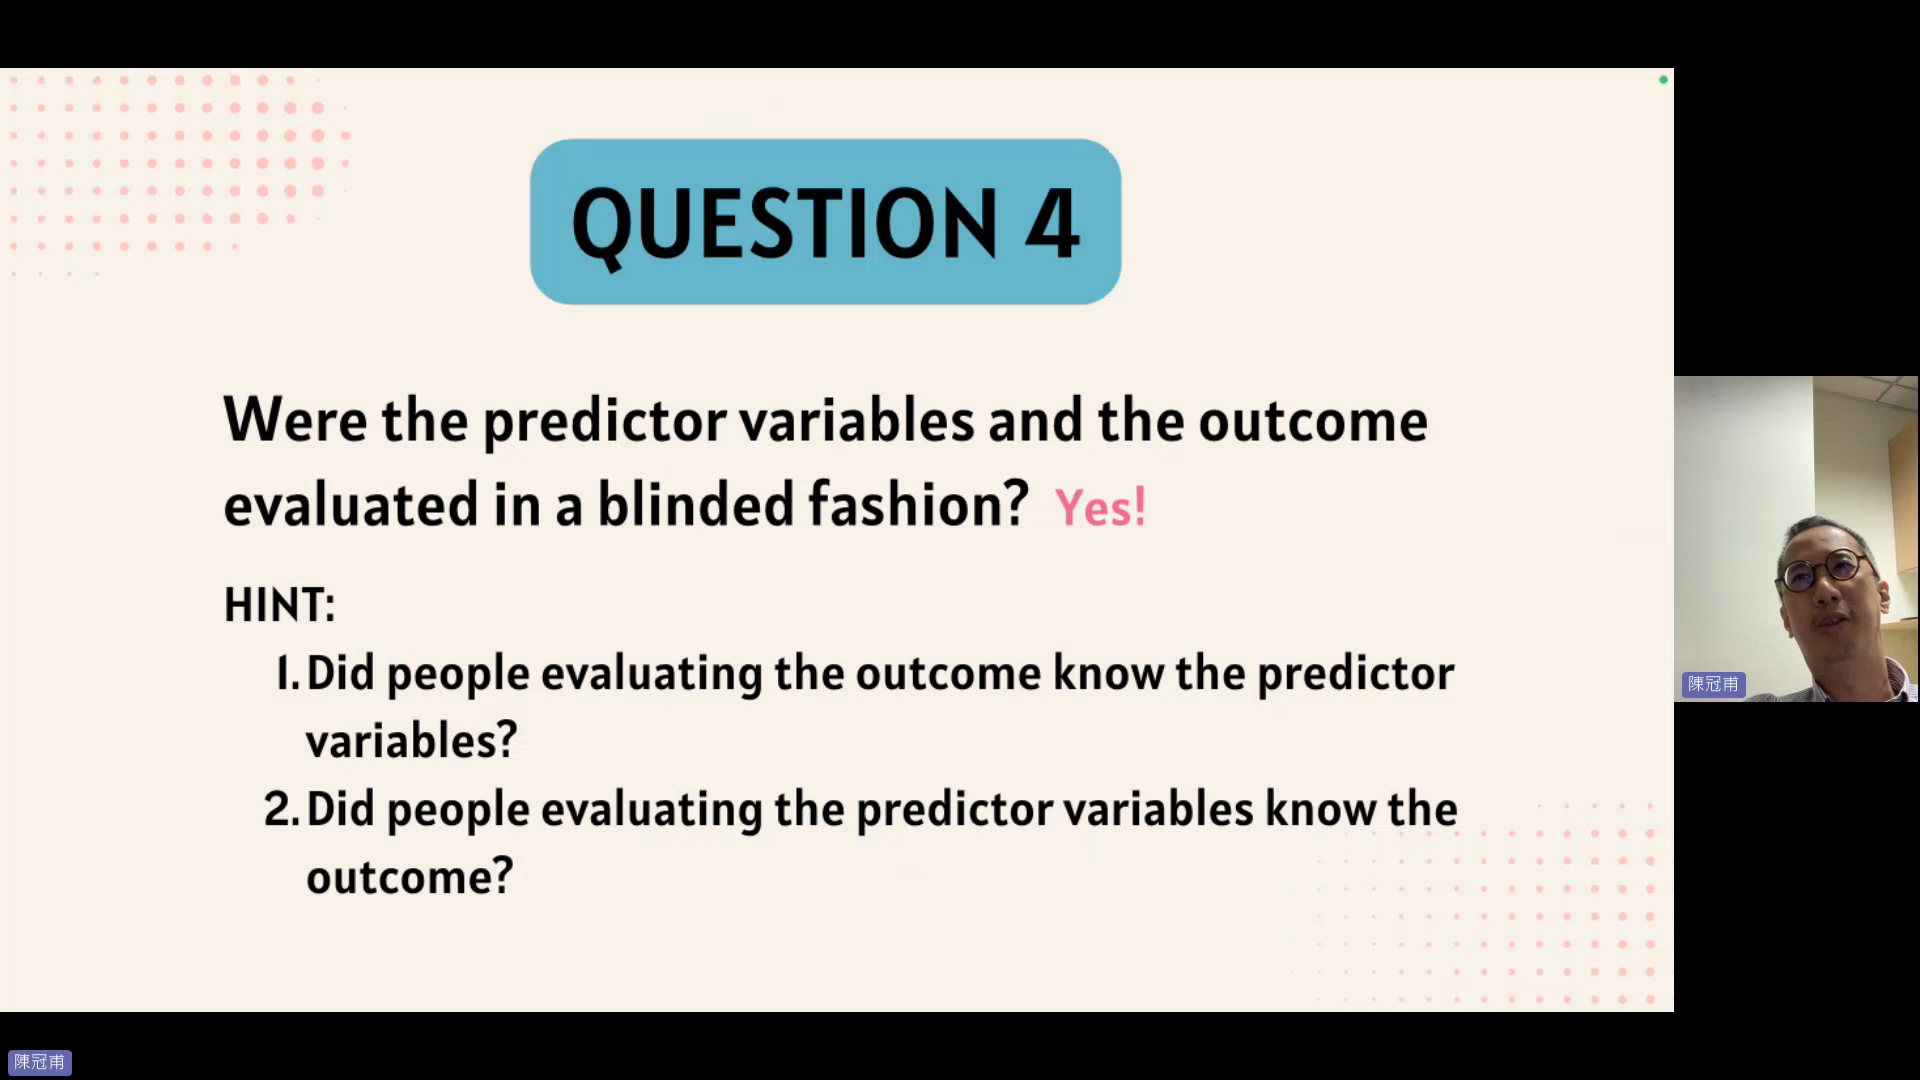 QUESTION 4
Were the predictor variables and the outcome
evaluated in a blinded fashion? Yes!
HINT:
1. Did people evaluating the outcome know the predictor
variables?
2. Did people evaluating the predictor variables know the
outcome?
陳冠甫
陳冠甫